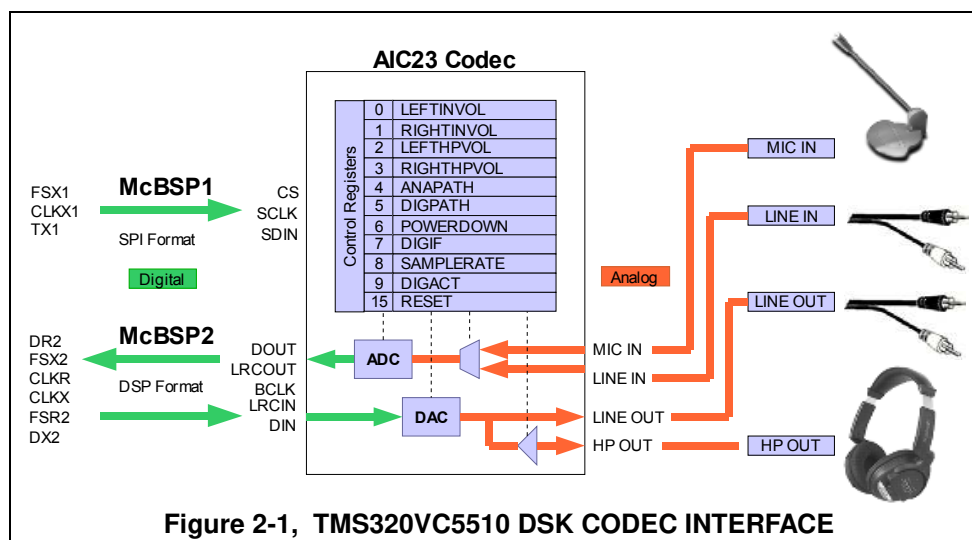 AIC23 Codec
Control Registers
0 LEFTINVOL
1 RIGHTINVOL
2 LEFTHPVOL
3 RIGHTHPVOL
4 ANAPATH
5 DIGPATH
6 POWERDOWN
7 DIGIF
8 SAMPLERATE
9 DIGACT
15 RESET
McBSP1
FSX1
CLKX1
TX1
SPI Format
CS
SCLK
SDIN
Digital
McBSP2
DR2
FSX2
CLKR
CLKX
FSR2
DX2
DSP Format
DOUT
LRCOUT
BCLK
LRCIN
DIN
ADC
DAC
Analog
MIC IN
LINE IN
LINE OUT
HP OUT
MIC IN
LINE IN
LINE OUT
HP OUT
Figure 2-1, TMS320VC5510 DSK CODEC INTERFACE